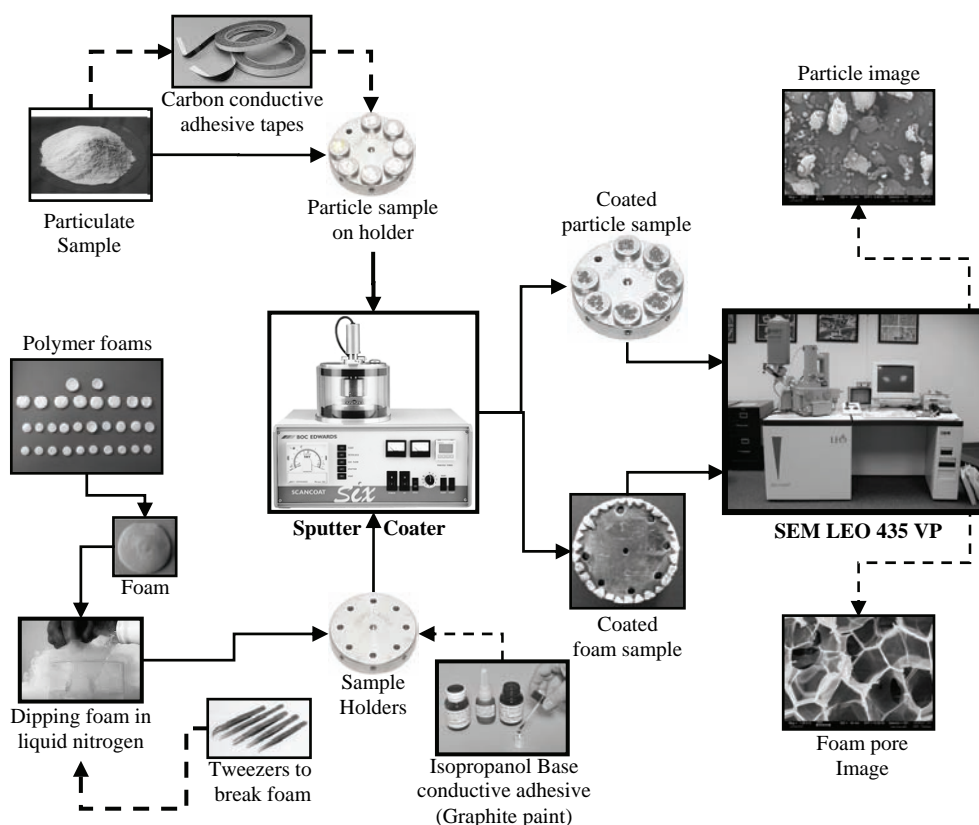 Particle image
Carbon conductive
adhesive tapes
Particulate
Sample
Particle sample
on holder
Coated
particle sample
Polymer foams
BOC EDWARDS
SCANCOAT
six
Sputter Coater
LEO
SEM LEO 435 VP
Foam
Coated
foam sample
Sample
Holders
Dipping foam in
liquid nitrogen
Tweezers to
break foam
Isopropanol Base
conductive adhesive
(Graphite paint)
Foam pore
Image